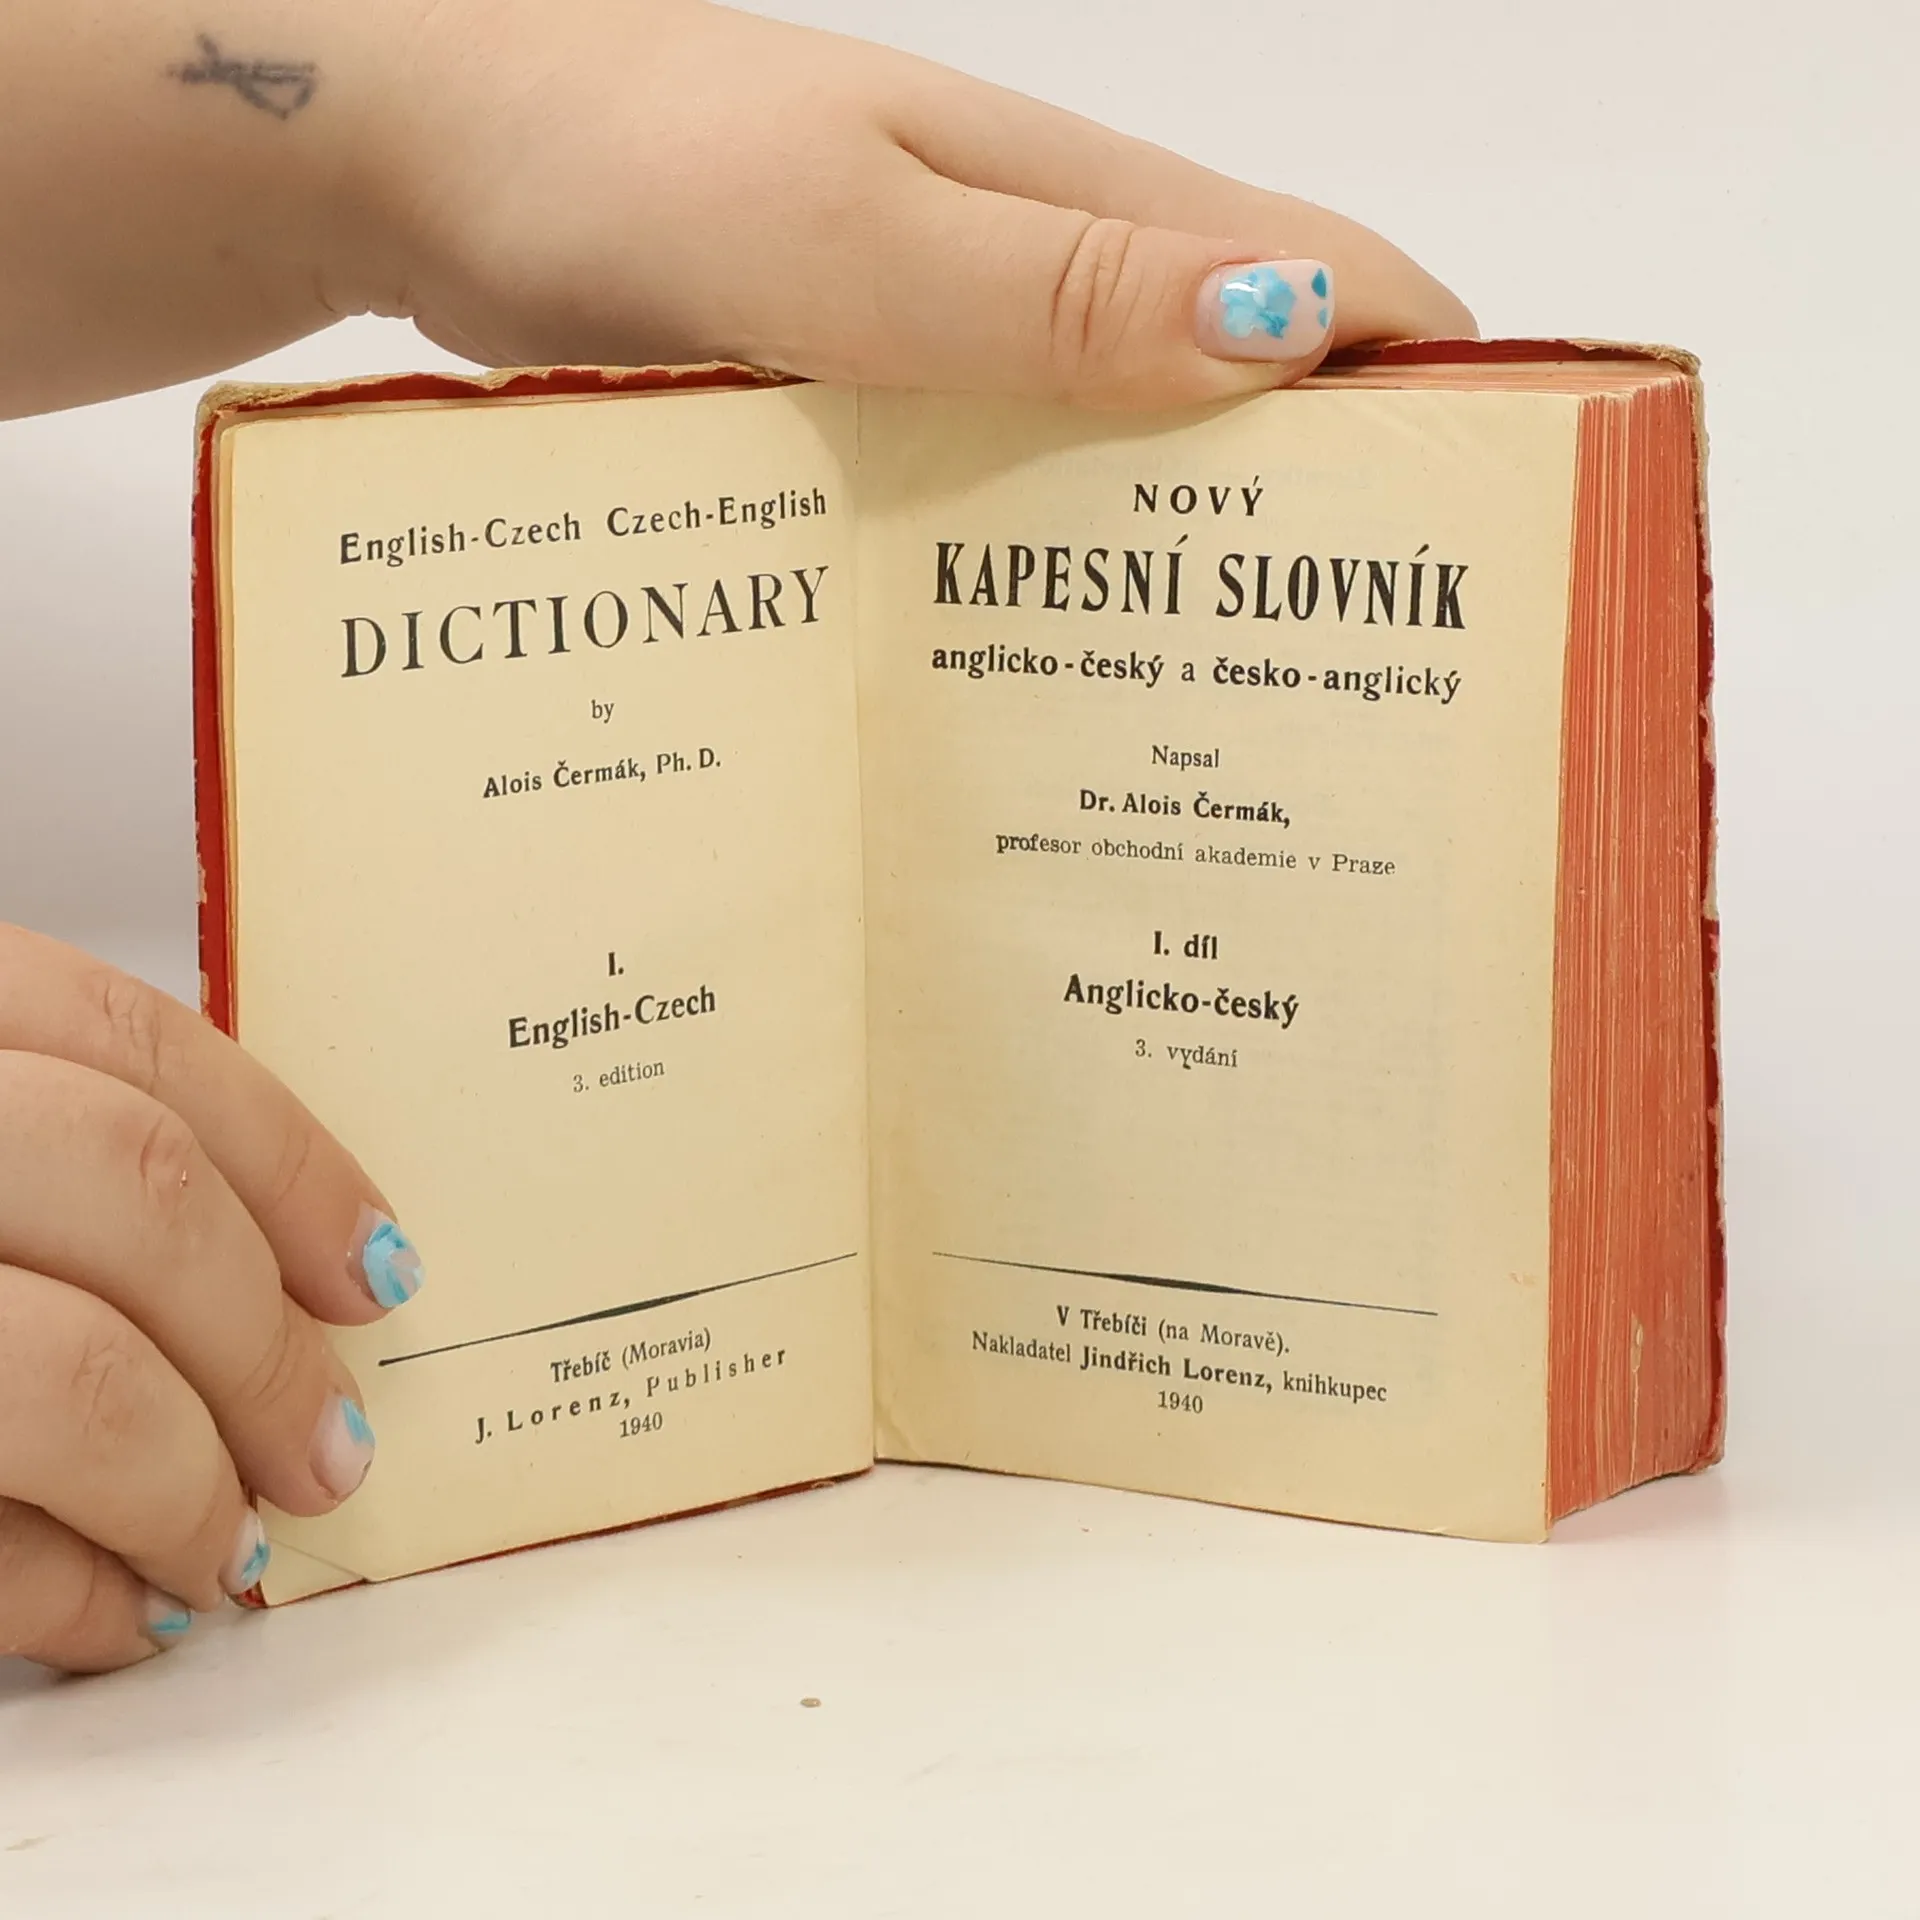 English-Czech Czech-English
DICTIONARY
by
Alois Čermák, Ph. D.
I.
English-Czech
3. edition
Třebíč (Moravia)
J. Lorenz, Publisher
1940
NOVÝ
KAPESNÍ SLOVNÍK
anglicko-český a česko-anglický
Napsal
Dr. Alois Čermák,
profesor obchodní akademie v Praze
I. díl
Anglicko-český
3. vydání
V Třebíči (na Moravě).
Nakladatel Jindřich Lorenz, knihkupec
1940